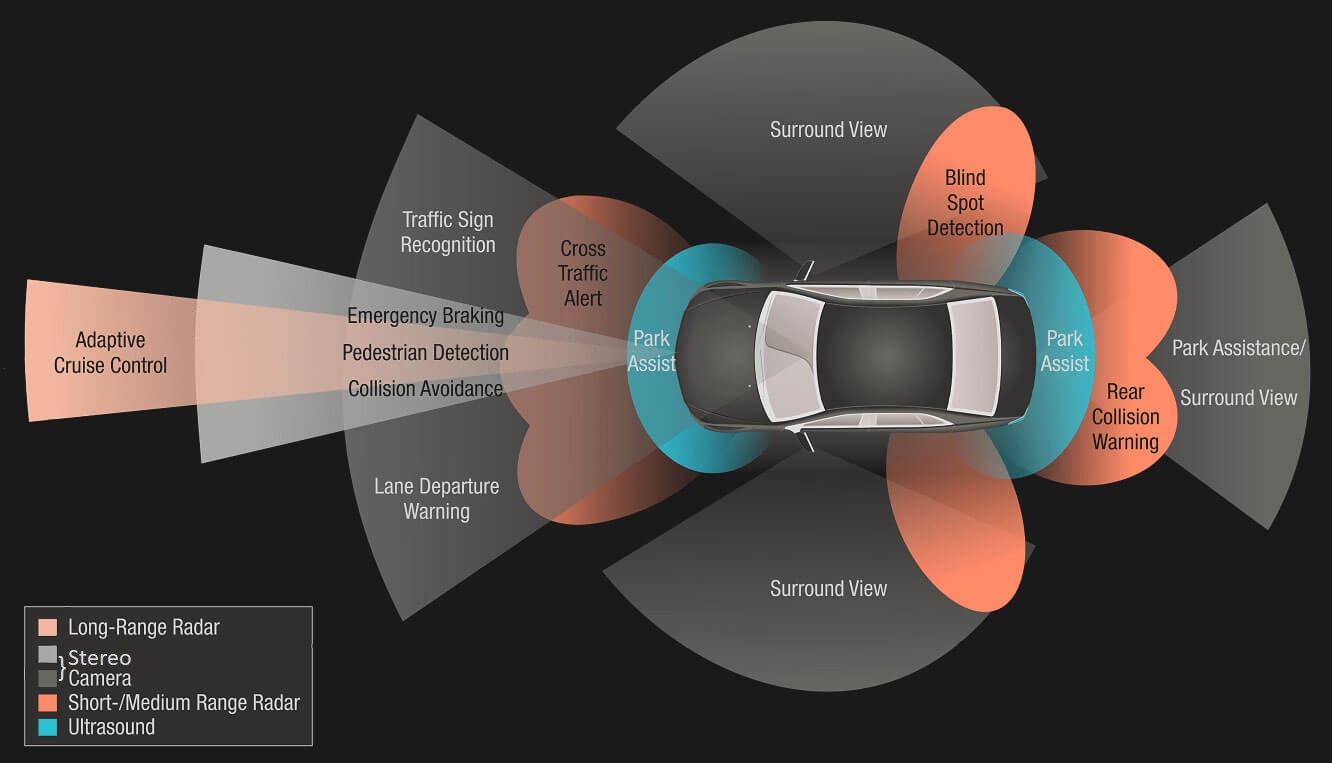 Surround View
Blind
Spot
Detection
Traffic Sign
Recognition
Cross
Traffic
Alert
Emergency Braking
Adaptive
Cruise Control
Pedestrian Detection
Collision Avoidance
Park
Assist
Park
Assist
Park Assistance/
Surround View
Rear
Collision
Warning
Lane Departure
Warning
Surround View
Long-Range Radar
}Stereo
Camera
Short-/Medium Range Radar
Ultrasound